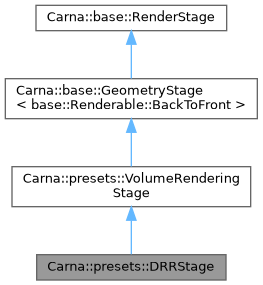 Carna::base::RenderStage
Carna::base::GeometryStage
< base::Renderable::BackToFront >
Carna::presets::VolumeRendering
Stage
Carna::presets::DRRStage